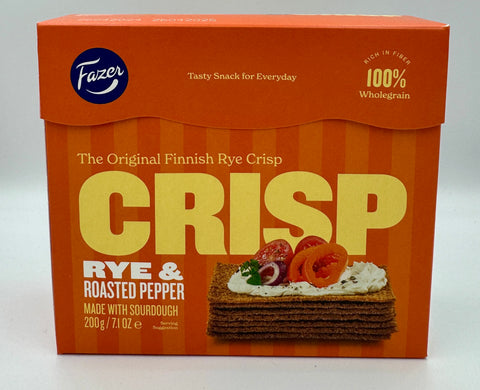 Fazer
Tasty Snack for Everyday
RICH IN FIBER
100%
Wholegrain
The Original Finnish Rye Crisp
CRISP
RYE &
ROASTED PEPPER
MADE WITH SOURDOUGH
200g / 7.1 OZ e
Serving
Suggestion